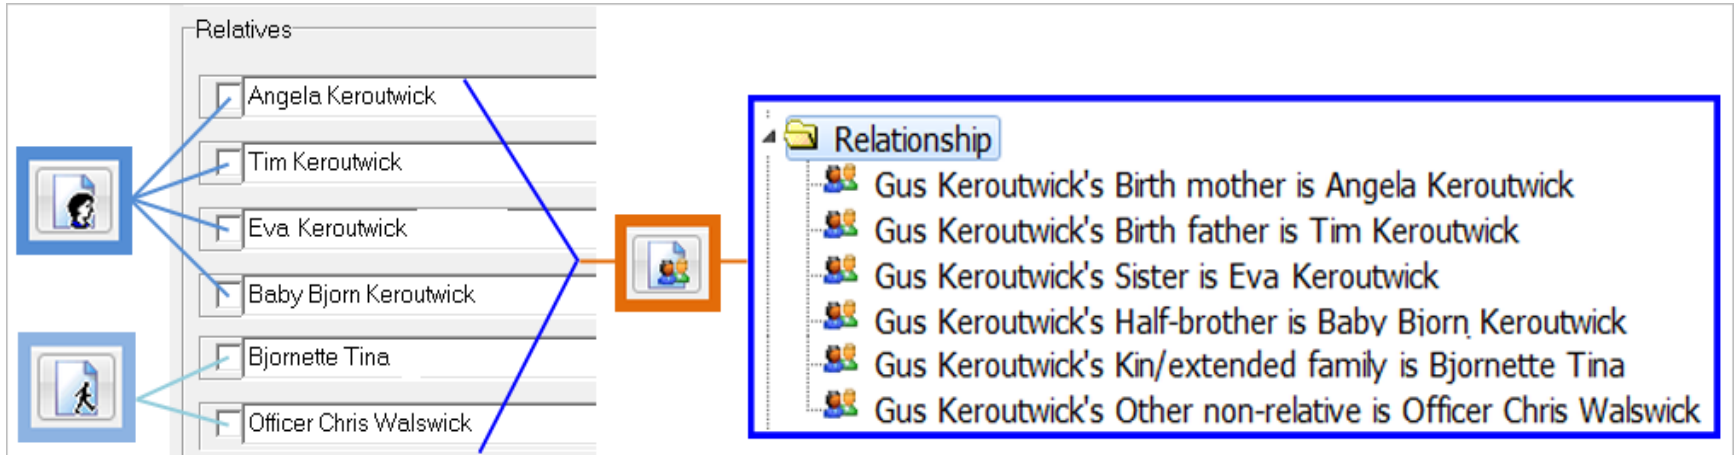 Relatives
Angela Keroutwick
Tim Keroutwick
Eva Keroutwick
Baby Bjorn Keroutwick
Bjornette Tina
Officer Chris Walswick
Relationship
Gus Keroutwick's Birth mother is Angela Keroutwick
Gus Keroutwick's Birth father is Tim Keroutwick
Gus Keroutwick's Sister is Eva Keroutwick
Gus Keroutwick's Half-brother is Baby Bjorn Keroutwick
Gus Keroutwick's Kin/extended family is Bjornette Tina
Gus Keroutwick's Other non-relative is Officer Chris Walswick